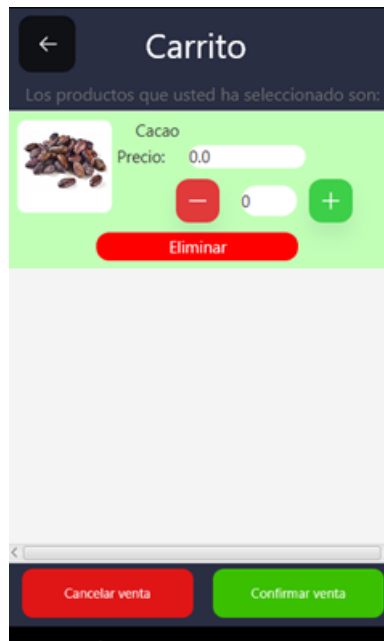 Carrito
Los productos que usted ha seleccionado son:
Cacao
Precio: 0.0
0
Eliminar
Cancelar venta
Confirmar venta